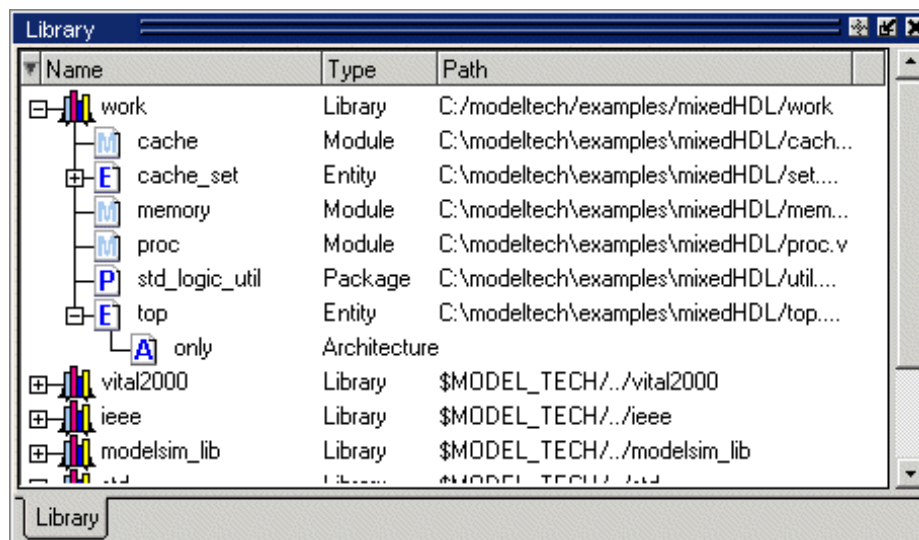 Library
Name Type Path
work Library C:/modeltech/examples/mixedHDL/work
M cache Module C:\modeltech\examples\mixedHDL/cach...
E cache_set Entity C:\modeltech\examples\mixedHDL/set....
M memory Module C:\modeltech\examples\mixedHDL/mem...
M proc Module C:\modeltech\examples\mixedHDL/proc.v
P std_logic_util Package C:\modeltech\examples\mixedHDL/util....
E top Entity C:\modeltech\examples\mixedHDL/top....
A only Architecture
vital2000 Library $MODEL_TECH/../vital2000
ieee Library $MODEL_TECH/../ieee
modelsim_lib Library $MODEL_TECH/../modelsim_lib
Library